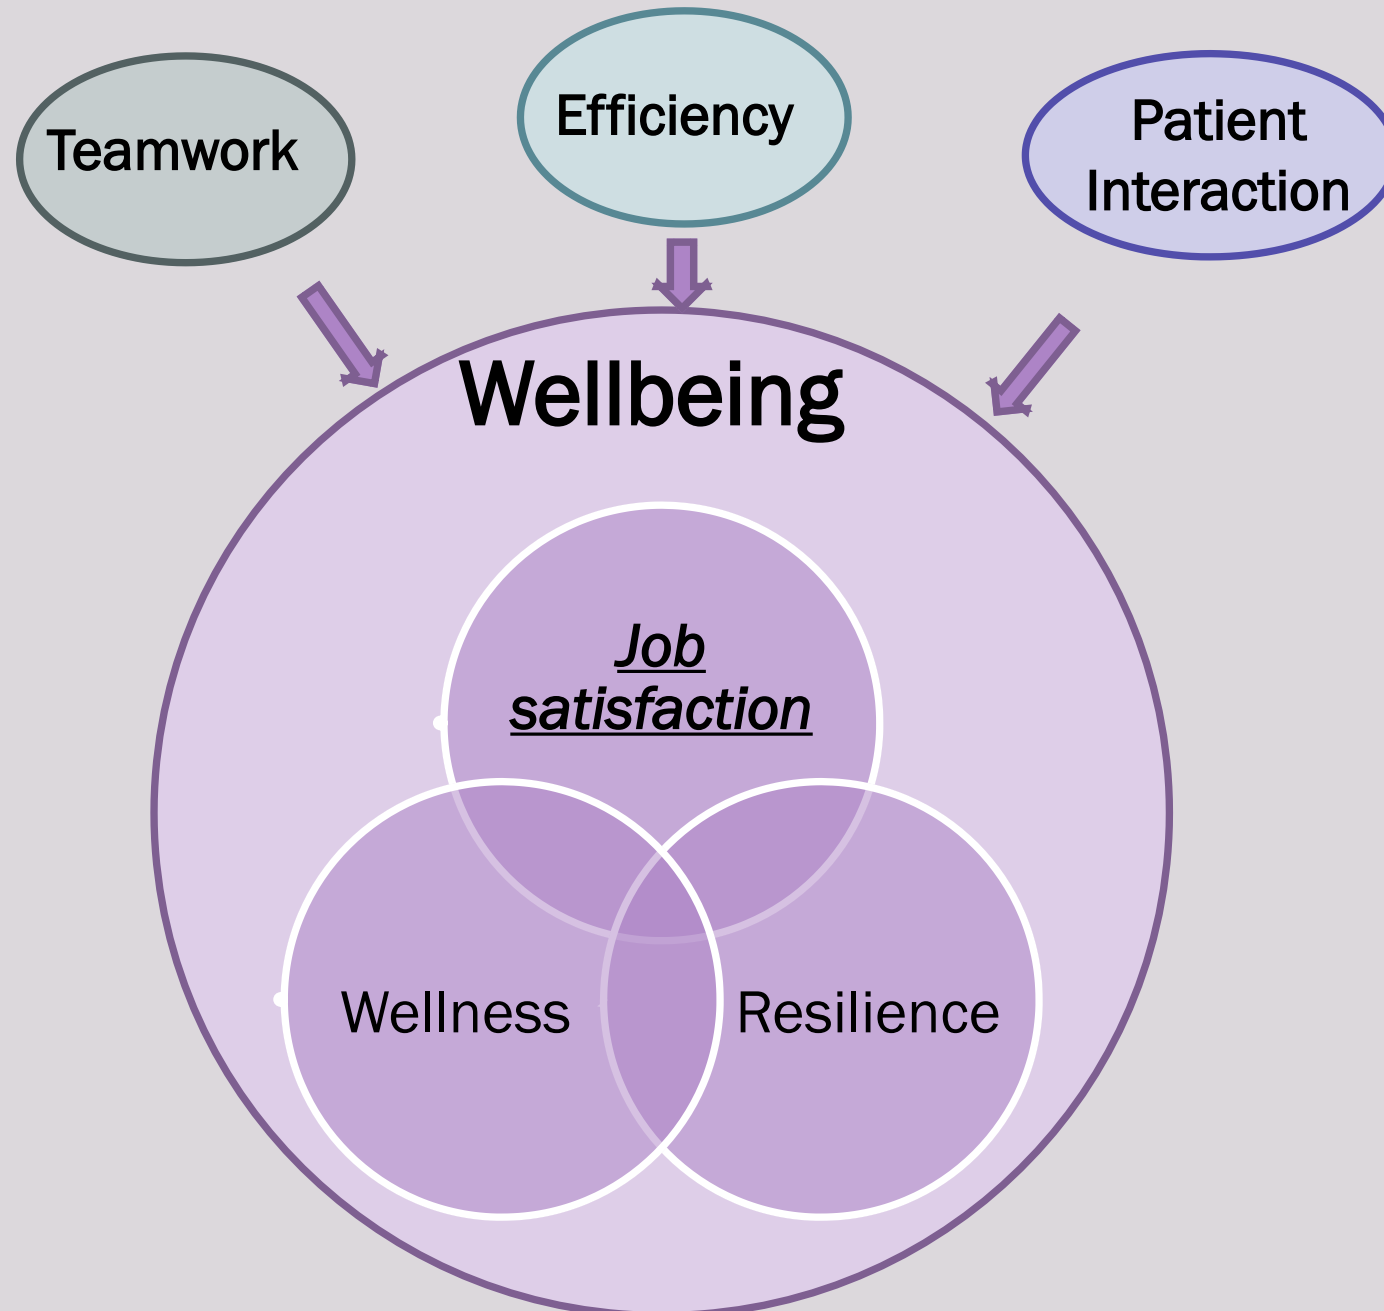 Teamwork
Efficiency
Patient
Interaction
Wellbeing
Job
satisfaction
Wellness
Resilience